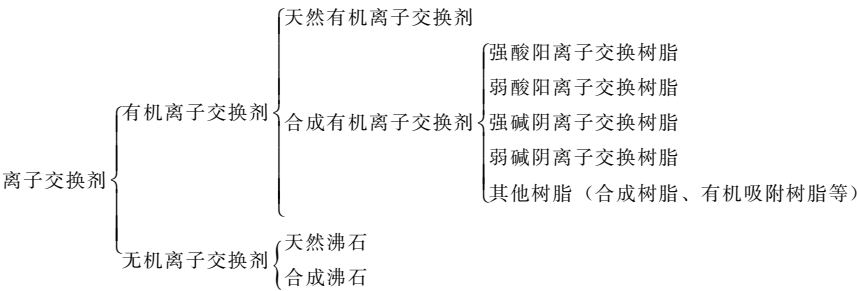 天然有机离子交换剂
强酸阳离子交换树脂
弱酸阳离子交换树脂
有机离子交换剂
合成有机离子交换剂
强碱阴离子交换树脂
弱碱阴离子交换树脂
离子交换剂
其他树脂（合成树脂、有机吸附树脂等）
天然沸石
无机离子交换剂
合成沸石